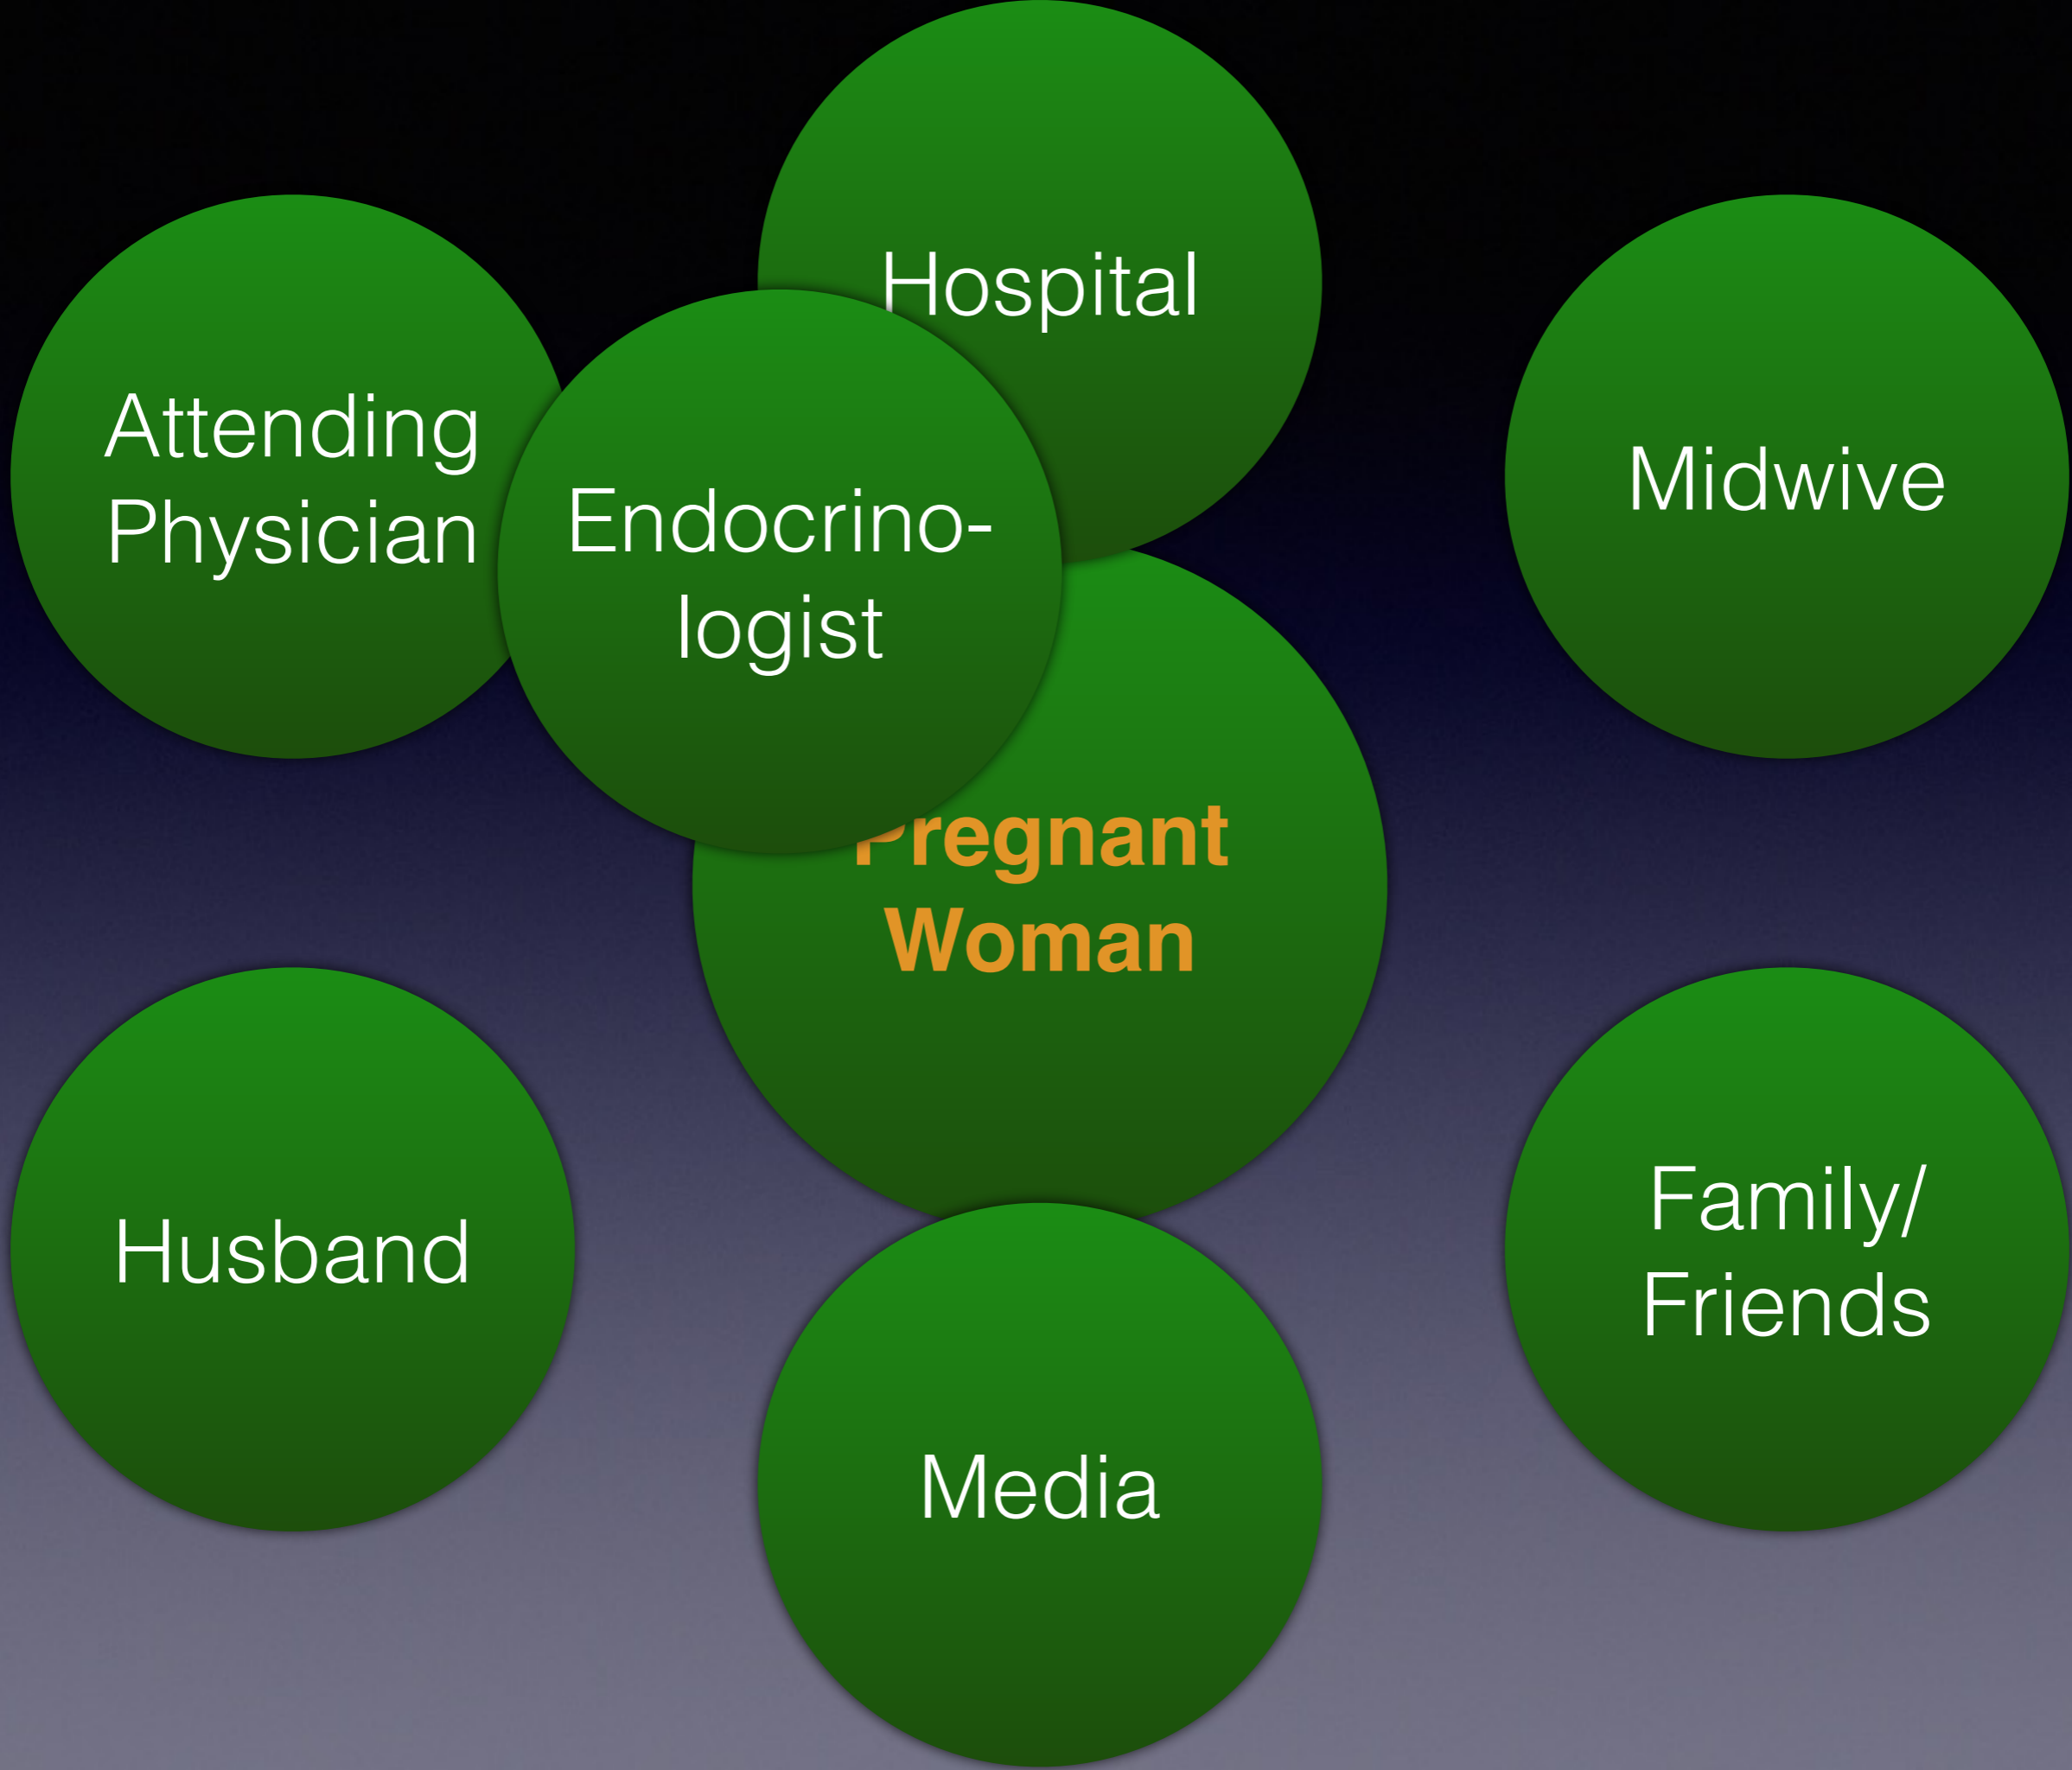 Hospital
Attending
Physician
Endocrino-
logist
Midwive
Pregnant
Woman
Husband
Family/
Friends
Media